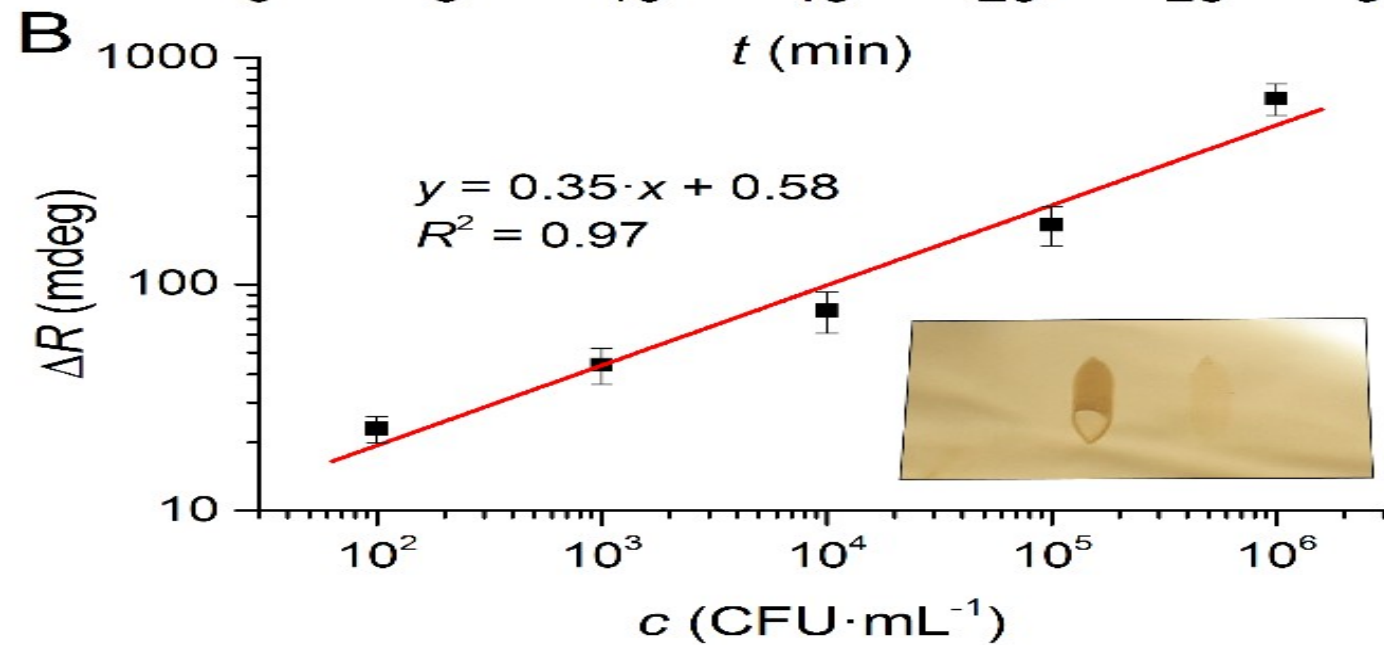 B
t (min)
1000
y = 0.35·x + 0.58
R² = 0.97
ΔR (mdeg)
100
10
10² 10³ 10⁴ 10⁵ 10⁶
c (CFU·mL⁻¹)